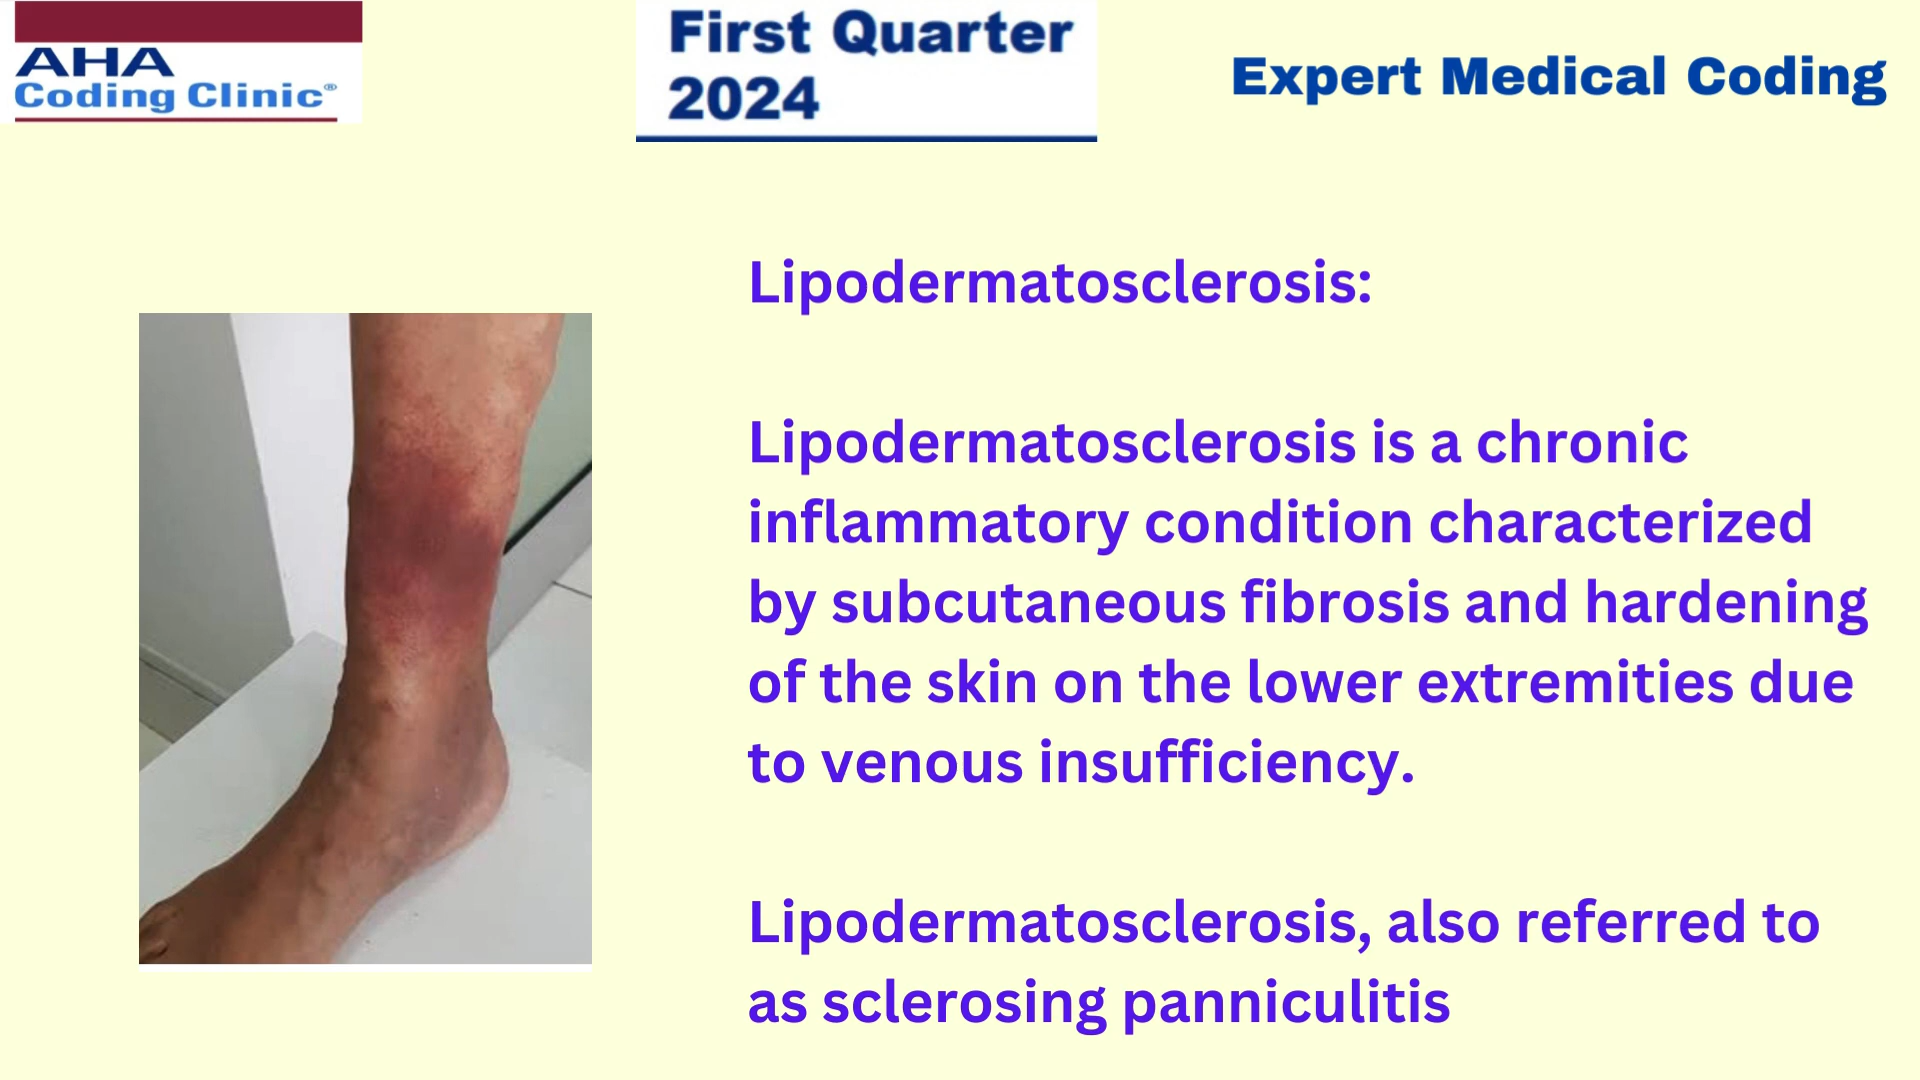 AHA
Coding Clinic®
First Quarter
2024
Expert Medical Coding
Lipodermatosclerosis:
Lipodermatosclerosis is a chronic
inflammatory condition characterized
by subcutaneous fibrosis and hardening
of the skin on the lower extremities due
to venous insufficiency.
Lipodermatosclerosis, also referred to
as sclerosing panniculitis